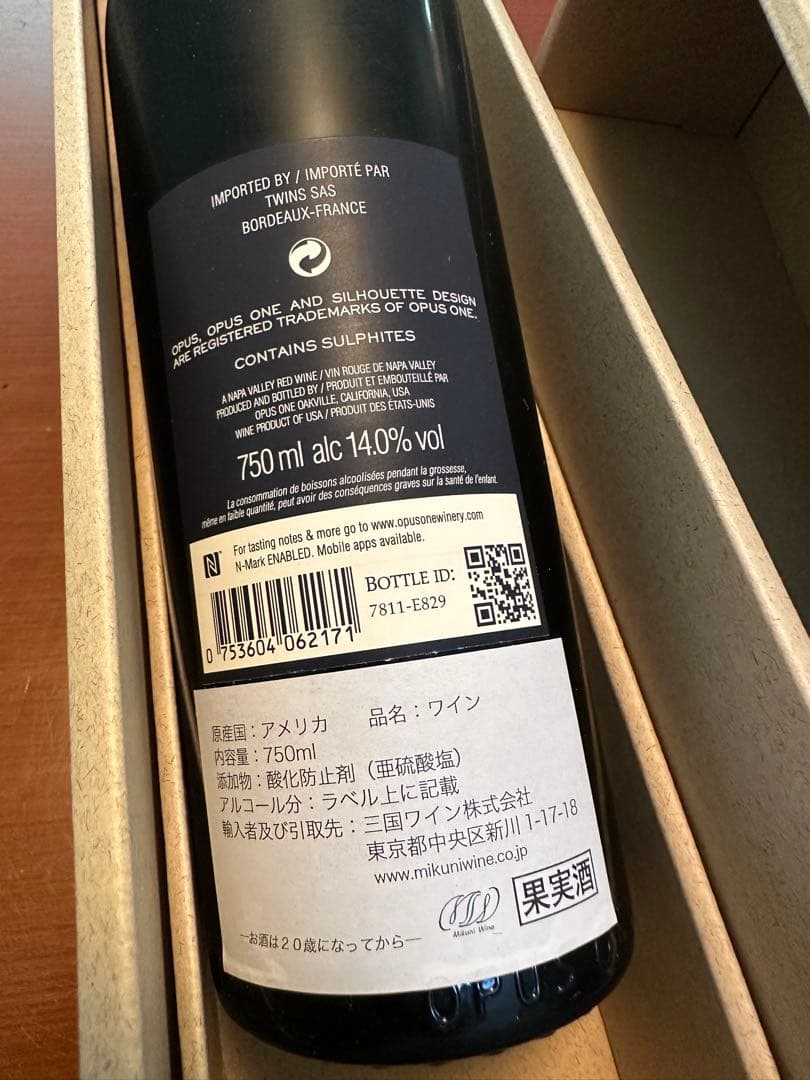 IMPORTED BY / IMPORTÉ PAR
TWINS SAS
BORDEAUX-FRANCE
OPUS, OPUS ONE AND SILHOUETTE DESIGN
ARE REGISTERED TRADEMARKS OF OPUS ONE.
CONTAINS SULPHITES
A NAPA VALLEY RED WINE / VIN ROUGE DE NAPA VALLEY
PRODUCED AND BOTTLED BY / PRODUIT ET EMBOUTEILLÉ PAR
OPUS ONE OAKVILLE, CALIFORNIA, USA
WINE PRODUCT OF USA / PRODUIT DES ÉTATS-UNIS
750 ml alc 14.0% vol
La consommation de boissons alcoolisées pendant la grossesse,
même en faible quantité, peut avoir des conséquences graves sur la santé de l'enfant.
For tasting notes & more go to www.opusonewinery.com
N-Mark ENABLED. Mobile apps available.
BOTTLE ID:
7811-E829
0 753604 062171
原産国：アメリカ 品名：ワイン
内容量：750ml
添加物：酸化防止剤（亜硫酸塩）
アルコール分：ラベル上に記載
輸入者及び引取先：三国ワイン株式会社
東京都中央区新川 1-17-18
www.mikuniwine.co.jp
Mikuni Wine
果実酒
―お酒は20歳になってから―
OPUS